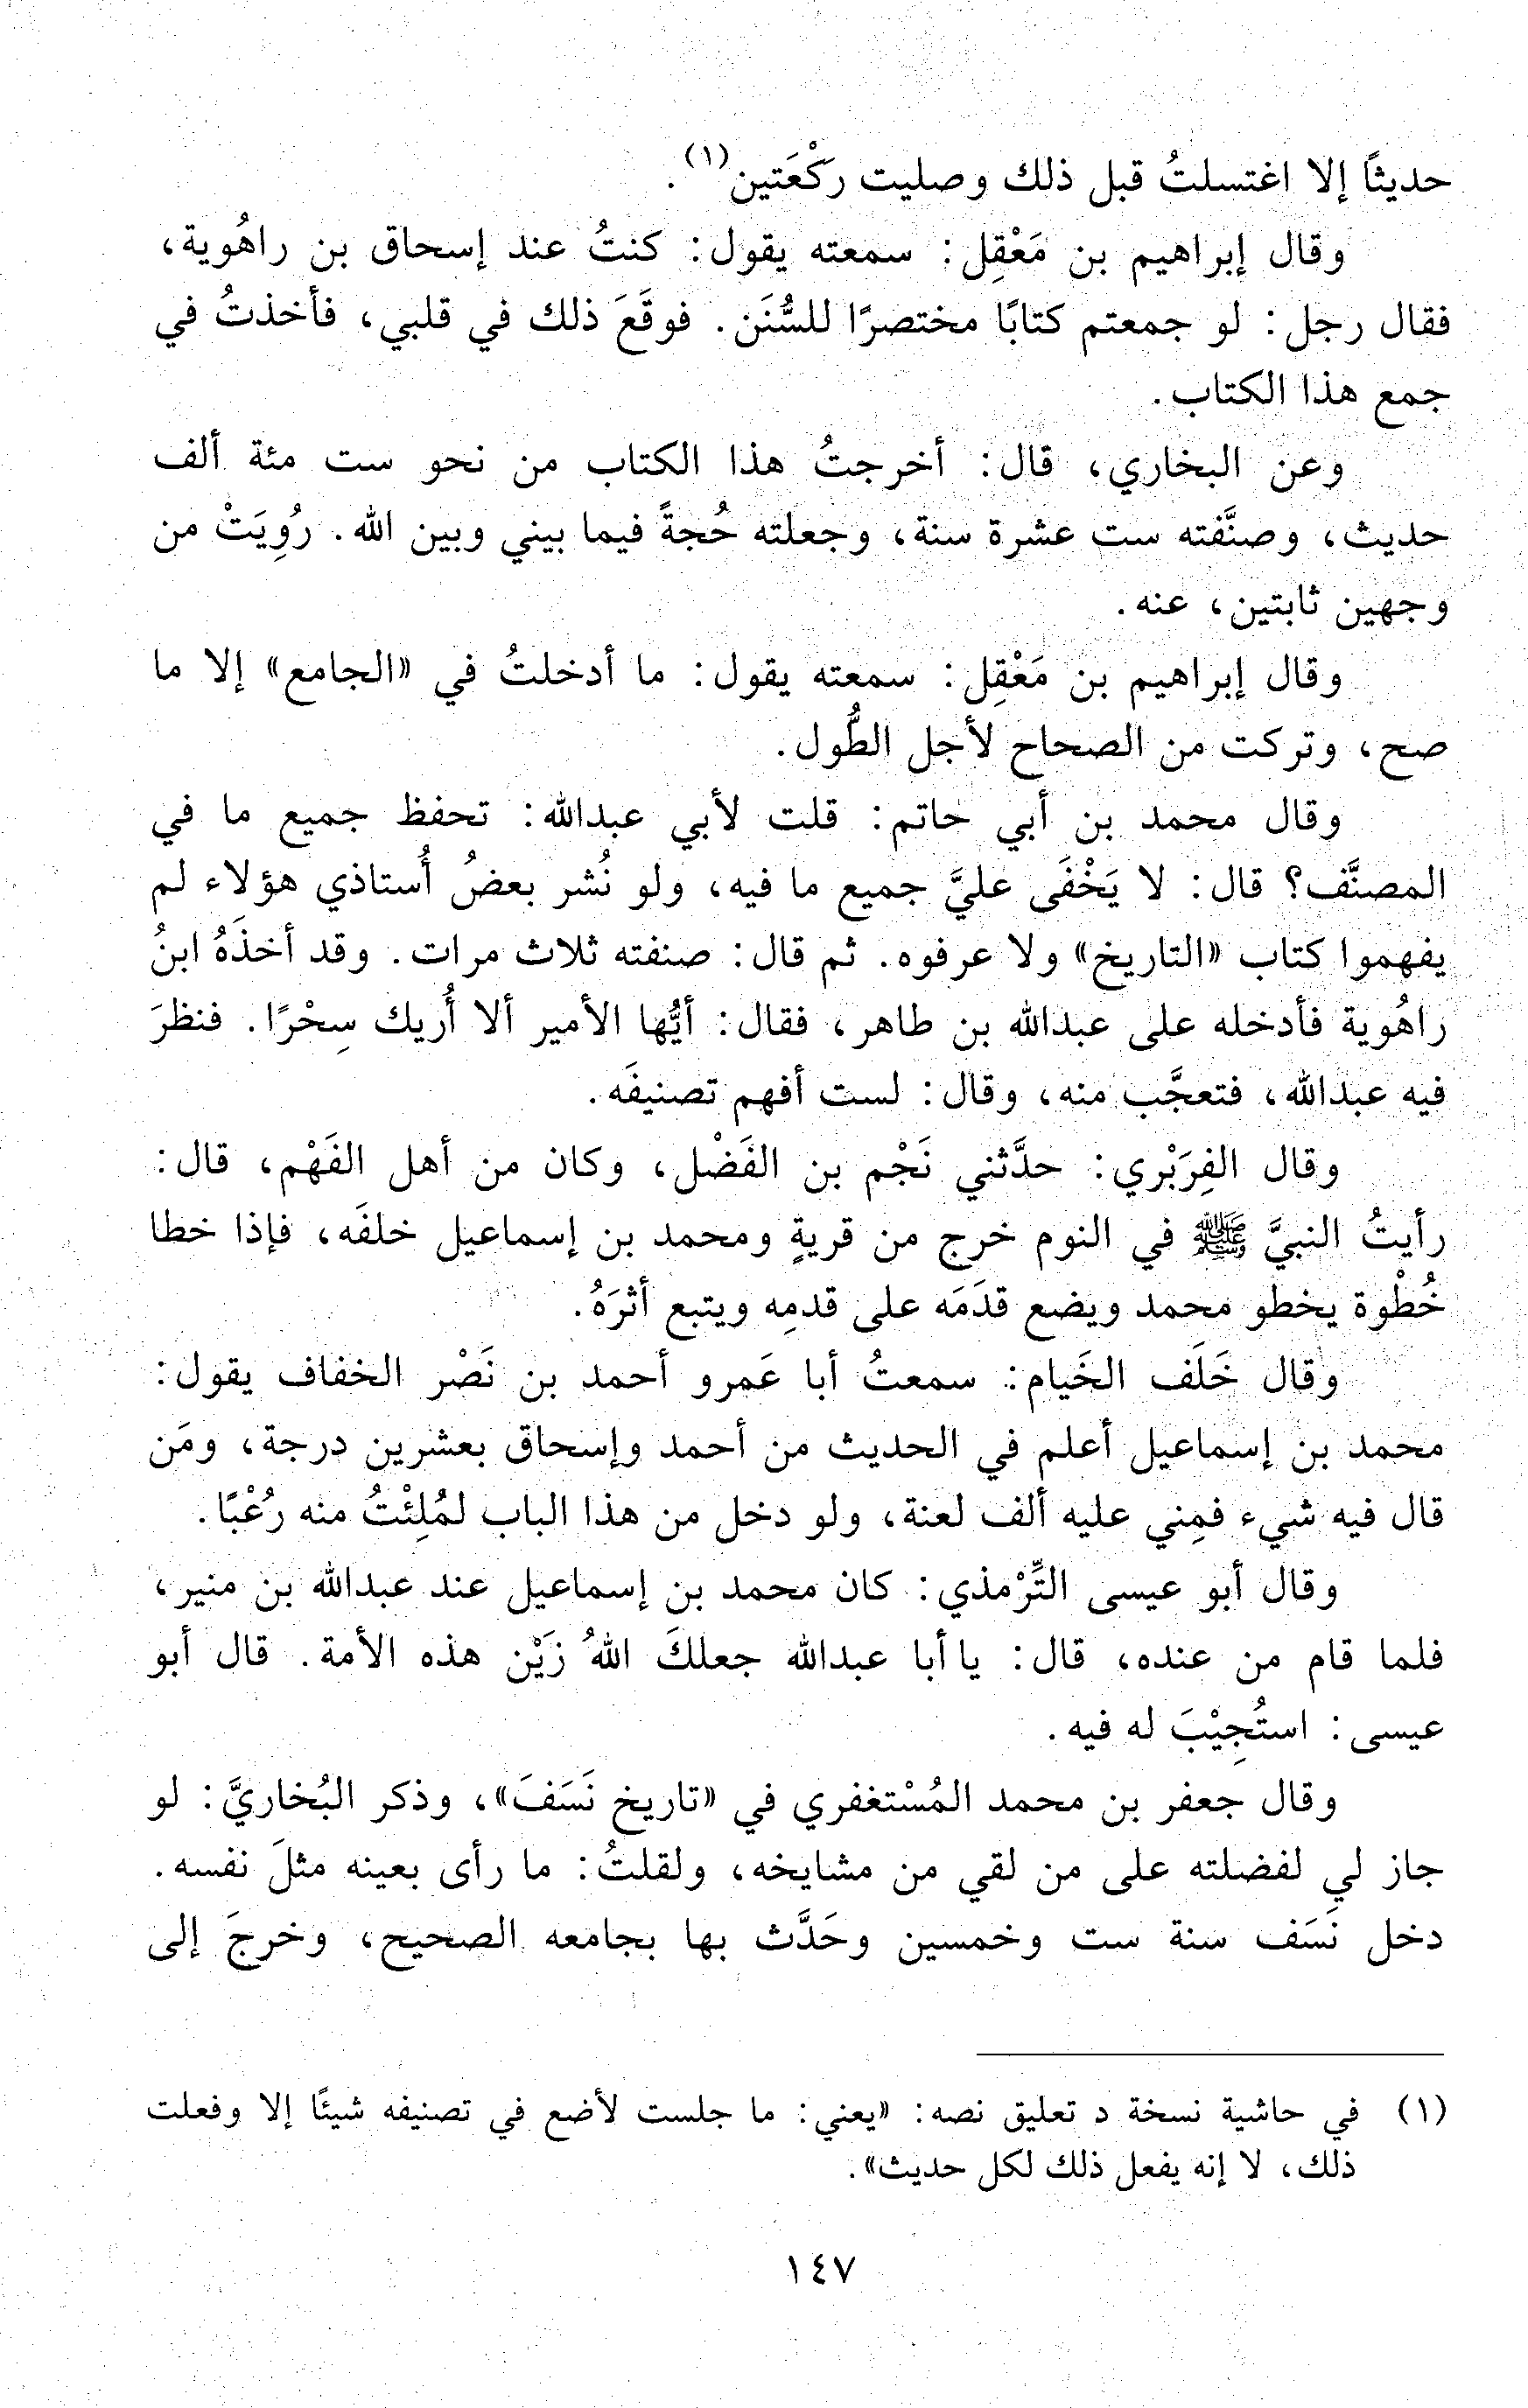 حديثًا إلا اغتسلتُ قبل ذلك وصليت ركْعَتين(١).
وقال إبراهيم بن مَعْقِل: سمعته يقول: كنتُ عند إسحاق بن راهُوية،
فقال رجل: لو جمعتم كتابًا مختصرًا للسُّنَن. فوقَعَ ذلك في قلبي، فأخذتُ في
جمع هذا الكتاب.
وعن البخاري، قال: أخرجتُ هذا الكتاب من نحو ست مئة ألف
حديث، وصنَّفته ست عشرة سنة، وجعلته حُجةً فيما بيني وبين الله. رُوِيَتْ من
وجهين ثابتين، عنه.
وقال إبراهيم بن مَعْقِل: سمعته يقول: ما أدخلتُ في «الجامع» إلا ما
صح، وتركت من الصحاح لأجل الطُّول.
وقال محمد بن أبي حاتم: قلت لأبي عبدالله: تحفظ جميع ما في
المصنَّف؟ قال: لا يَخْفَى عليَّ جميع ما فيه، ولو نُشر بعضُ أُستاذي هؤلاء لم
يفهموا كتاب «التاريخ» ولا عرفوه. ثم قال: صنفته ثلاث مرات. وقد أخذَهُ ابنُ
راهُوية فأدخله على عبدالله بن طاهر، فقال: أيُّها الأمير ألا أُريك سِحْرًا. فنظرَ
فيه عبدالله، فتعجَّب منه، وقال: لست أفهم تصنيفَه.
وقال الفِرَبْري: حدَّثني نَجْم بن الفَضْل، وكان من أهل الفَهْم، قال:
رأيتُ النبيَّ ﷺ في النوم خرج من قريةٍ ومحمد بن إسماعيل خلفَه، فإذا خطا
خُطْوة يخطو محمد ويضع قدَمَه على قدمِه ويتبع أثرَهُ.
وقال خَلَف الخَيام: سمعتُ أبا عَمرو أحمد بن نَصْر الخفاف يقول:
محمد بن إسماعيل أعلم في الحديث من أحمد وإسحاق بعشرين درجة، ومَن
قال فيه شيء فمِني عليه ألف لعنة، ولو دخل من هذا الباب لمُلِئْتُ منه رُعْبًا.
وقال أبو عيسى التِّرْمذي: كان محمد بن إسماعيل عند عبدالله بن منير،
فلما قام من عنده، قال: يا أبا عبدالله جعلكَ اللهُ زَيْن هذه الأمة. قال أبو
عيسى: استُجِيْبَ له فيه.
وقال جعفر بن محمد المُسْتغفري في «تاريخ نَسَفَ»، وذكر البُخاريَّ: لو
جاز لي لفضلته على من لقي من مشايخه، ولقلتُ: ما رأى بعينه مثلَ نفسه.
دخل نَسَف سنة ست وخمسين وحَدَّث بها بجامعه الصحيح، وخرجَ إلى
(١) في حاشية نسخة د تعليق نصه: «يعني: ما جلست لأضع في تصنيفه شيئًا إلا وفعلت
ذلك، لا إنه يفعل ذلك لكل حديث».
١٤٧